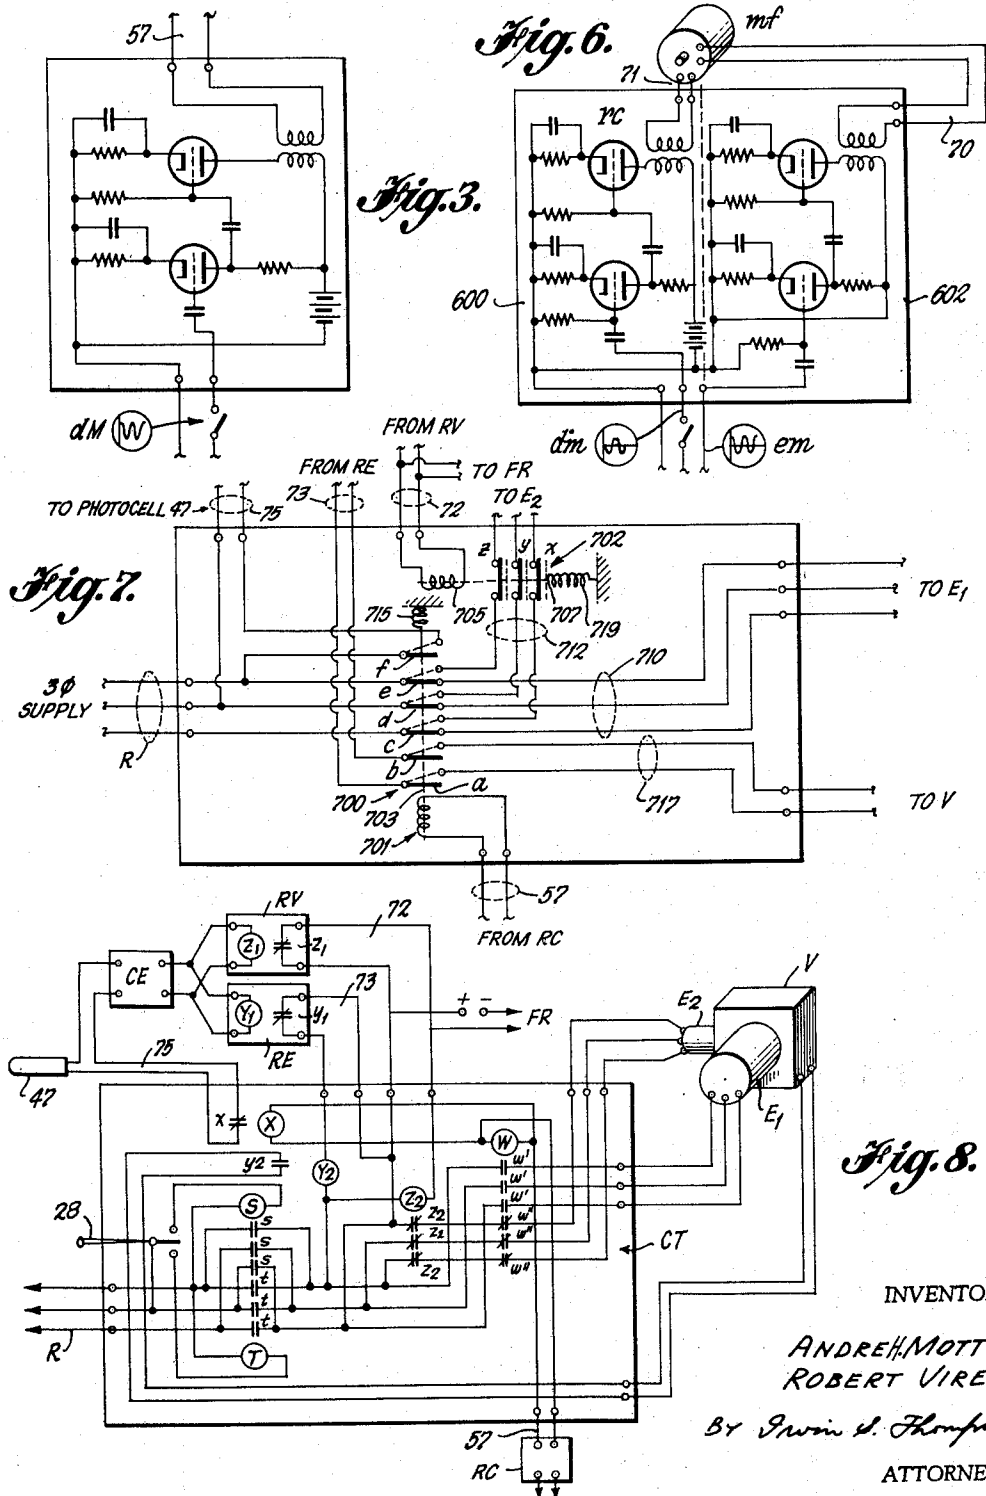 57
Fig. 3.
dM
Fig. 6.
mf
71
rc
70
600
602
dm
em
FROM RV
FROM RE
TO FR
73
72
TO E2
TO PHOTOCELL 47
75
z
y
x
702
Fig. 7.
705
707
719
715
712
TO E1
f
e
d
c
b
a
3Φ
SUPPLY
R
710
700
703
701
717
TO V
57
FROM RC
RV
72
CE
Z1
z1
73
V
Y1
y1
+ -
FR
E2
RE
75
47
E1
x
X
W
Fig. 8.
y2
Y2
w'
w'
w'
28
S
Z2
s
s
s
z2
z2
z2
w"
w"
w"
CT
t
t
t
R
T
INVENTO
ANDRE H. MOTT
ROBERT VIRE
57
BY Irwin S. Thomps
RC
ATTORNE